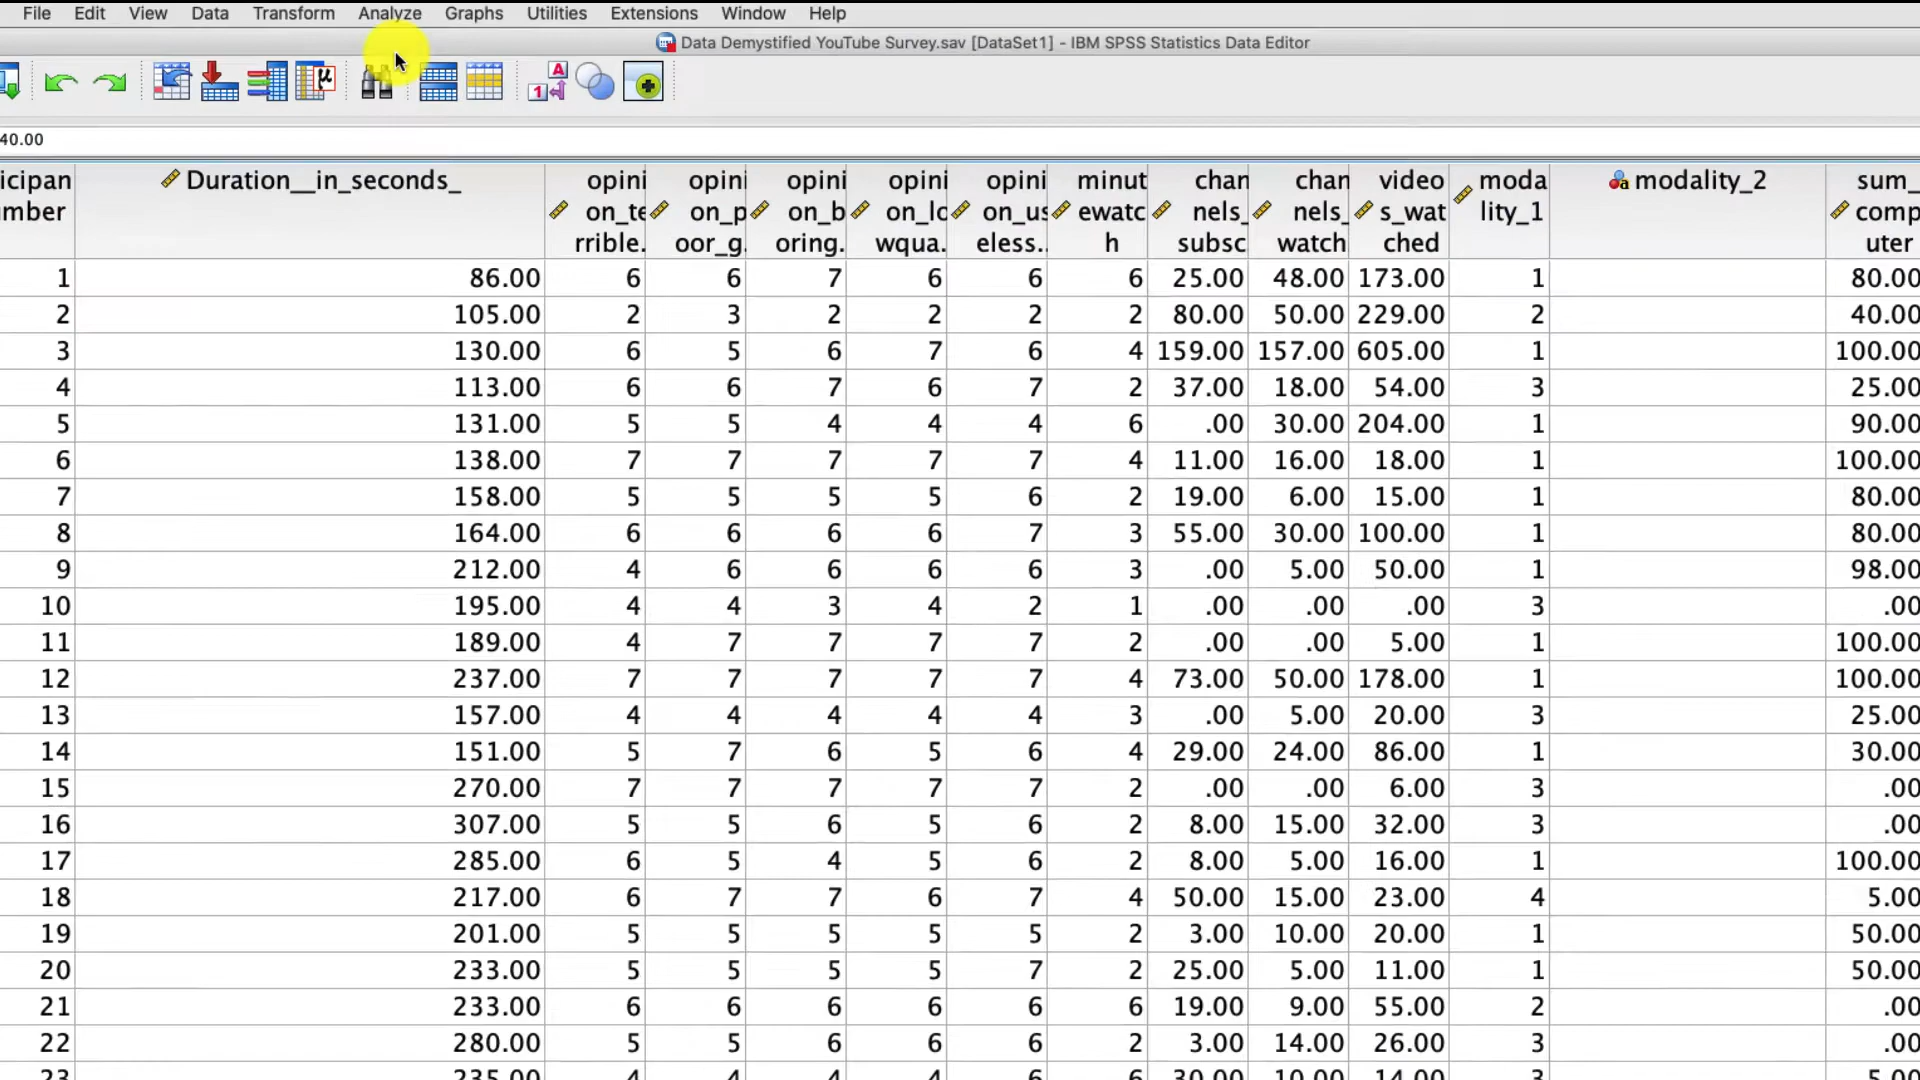 File Edit View Data Transform Analyze Graphs Utilities Extensions Window Help
Data Demystified YouTube Survey.sav [DataSet1] - IBM SPSS Statistics Data Editor
A
μ
1
40.00
icipan Duration__in_seconds_ opini opini opini opini opini minut chan chan video moda modality_2 sum_
mber on_te on_p on_b on_lo on_us ewatc nels_ nels_ s_wat lity_1 comp
rrible. oor_g. oring. wqua. eless.. h subsc watch ched uter
1 86.00 6 6 7 6 6 6 25.00 48.00 173.00 1 80.00
2 105.00 2 3 2 2 2 2 80.00 50.00 229.00 2 40.00
3 130.00 6 5 6 7 6 4 159.00 157.00 605.00 1 100.00
4 113.00 6 6 7 6 7 2 37.00 18.00 54.00 3 25.00
5 131.00 5 5 4 4 4 6 .00 30.00 204.00 1 90.00
6 138.00 7 7 7 7 7 4 11.00 16.00 18.00 1 100.00
7 158.00 5 5 5 5 6 2 19.00 6.00 15.00 1 80.00
8 164.00 6 6 6 6 7 3 55.00 30.00 100.00 1 80.00
9 212.00 4 6 6 6 6 3 .00 5.00 50.00 1 98.00
10 195.00 4 4 3 4 2 1 .00 .00 .00 3 .00
11 189.00 4 7 7 7 7 2 .00 .00 5.00 1 100.00
12 237.00 7 7 7 7 7 4 73.00 50.00 178.00 1 100.00
13 157.00 4 4 4 4 4 3 .00 5.00 20.00 3 25.00
14 151.00 5 7 6 5 6 4 29.00 24.00 86.00 1 30.00
15 270.00 7 7 7 7 7 2 .00 .00 6.00 3 .00
16 307.00 5 5 6 5 6 2 8.00 15.00 32.00 3 .00
17 285.00 6 5 4 5 6 2 8.00 5.00 16.00 1 100.00
18 217.00 6 7 7 6 7 4 50.00 15.00 23.00 4 5.00
19 201.00 5 5 5 5 5 2 3.00 10.00 20.00 1 50.00
20 233.00 5 5 5 5 7 2 25.00 5.00 11.00 1 50.00
21 233.00 6 6 6 6 6 6 19.00 9.00 55.00 2 .00
22 280.00 5 5 6 6 6 2 3.00 14.00 26.00 3 .00
23 235.00 4 4 4 4 6 6 30.00 10.00 14.00 3 5.00